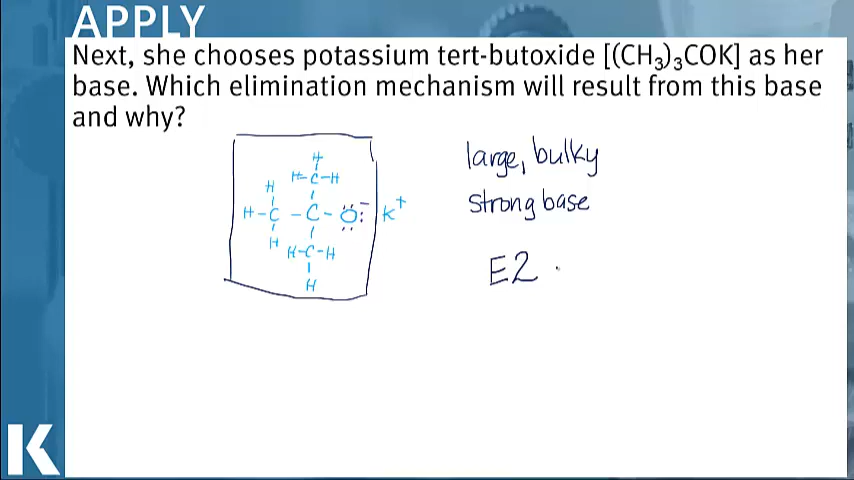 APPLY
Next, she chooses potassium tert-butoxide [(CH₃)₃COK] as her
base. Which elimination mechanism will result from this base
and why?
H
H-C-H
H
H-C-C-O:⁻ K⁺
H
H-C-H
H
large, bulky
strong base
E2
K